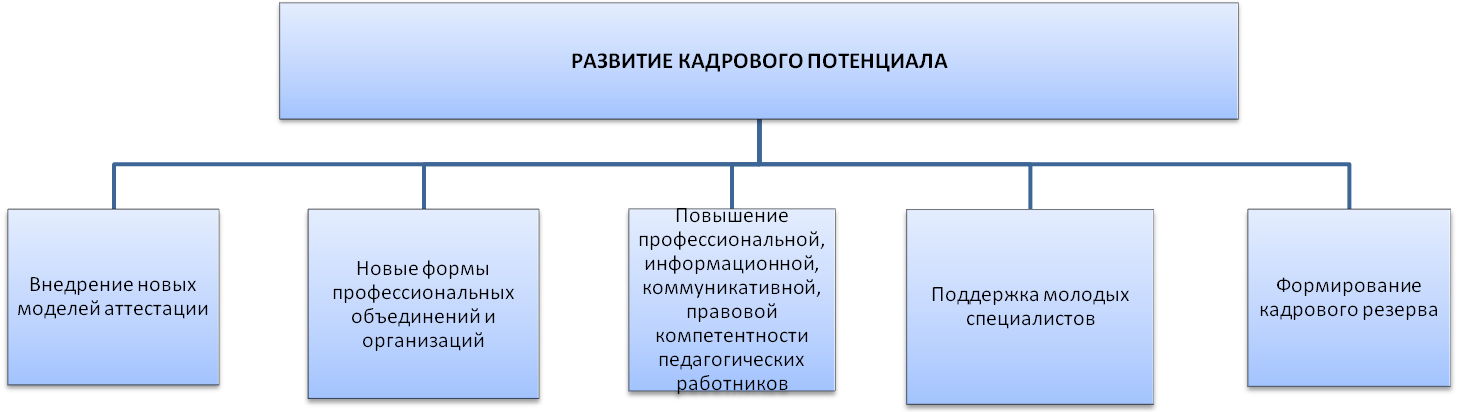 РАЗВИТИЕ КАДРОВОГО ПОТЕНЦИАЛА
Внедрение новых
моделей аттестации
Новые формы
профессиональных
объединений и
организаций
Повышение
профессиональной,
информационной,
коммуникативной,
правовой
компетентности
педагогических
работников
Поддержка молодых
специалистов
Формирование
кадрового резерва